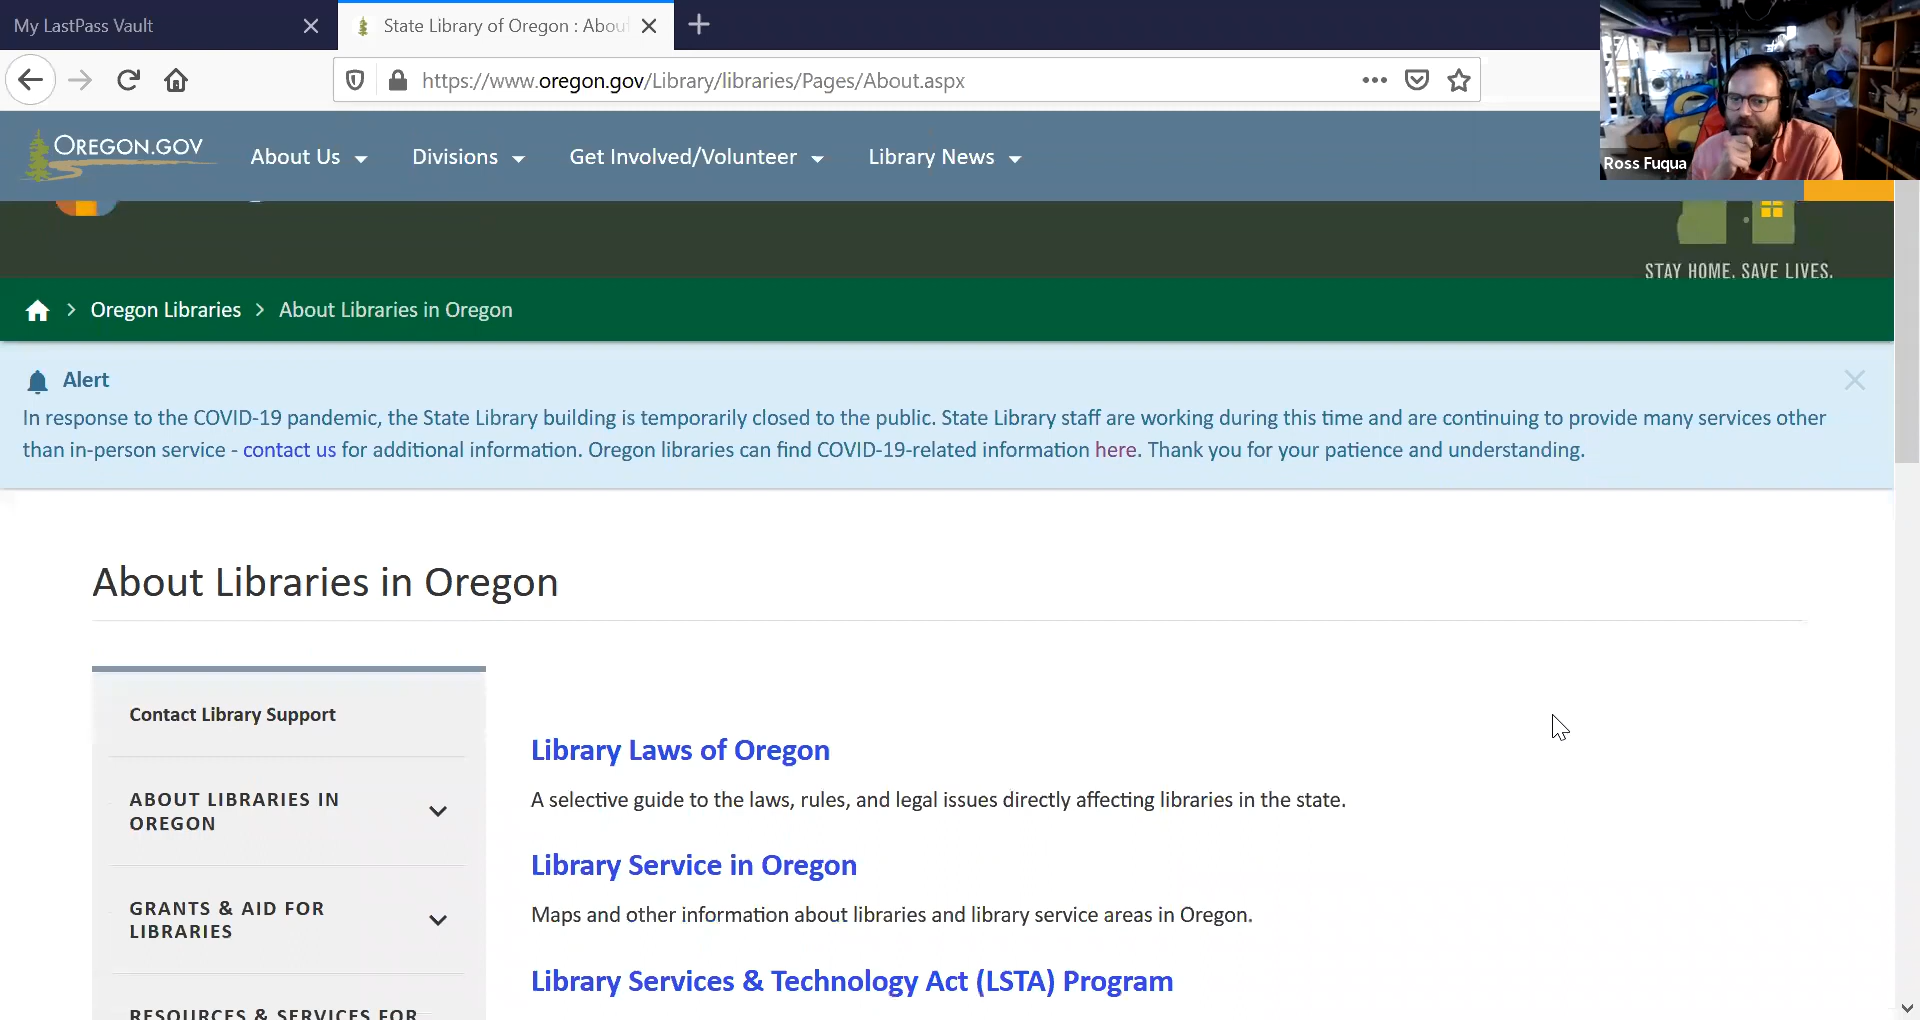 My LastPass Vault
State Library of Oregon : Abou
https://www.oregon.gov/Library/libraries/Pages/About.aspx
OREGON.GOV
About Us
Divisions
Get Involved/Volunteer
Library News
Ross Fuqua
STAY HOME. SAVE LIVES.
Oregon Libraries
About Libraries in Oregon
Alert
In response to the COVID-19 pandemic, the State Library building is temporarily closed to the public. State Library staff are working during this time and are continuing to provide many services other
than in-person service - contact us for additional information. Oregon libraries can find COVID-19-related information here. Thank you for your patience and understanding.
About Libraries in Oregon
Contact Library Support
ABOUT LIBRARIES IN
OREGON
GRANTS & AID FOR
LIBRARIES
RESOURCES & SERVICES FOR
Library Laws of Oregon
A selective guide to the laws, rules, and legal issues directly affecting libraries in the state.
Library Service in Oregon
Maps and other information about libraries and library service areas in Oregon.
Library Services & Technology Act (LSTA) Program